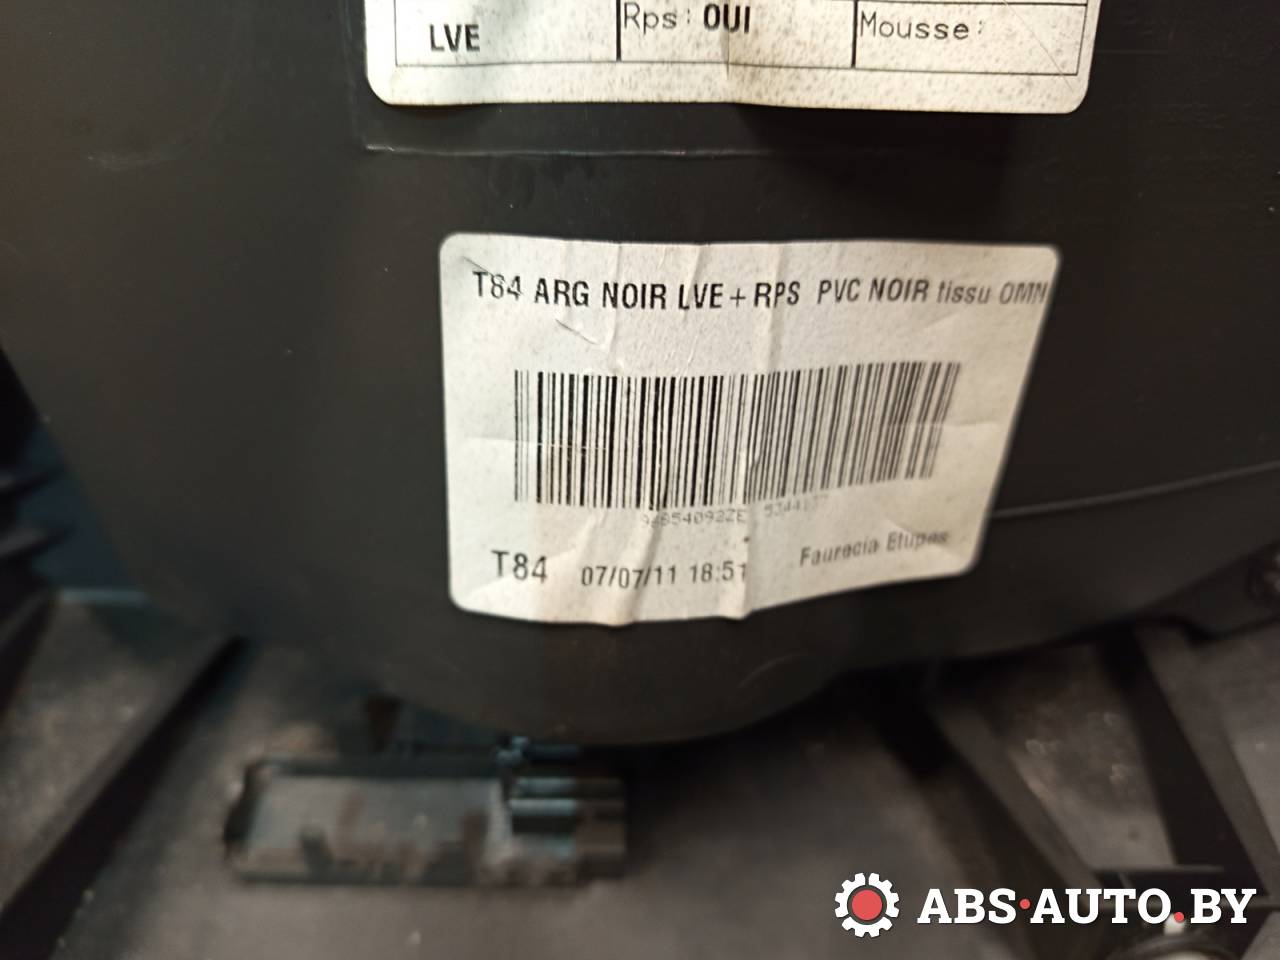 LVE
Rps: OUI
Mousse:
T84 ARG NOIR LVE + RPS PVC NOIR tissu OMN
96854092ZE
T84
07/07/11 18:51
Faurecia Etupes
ABS·AUTO.BY